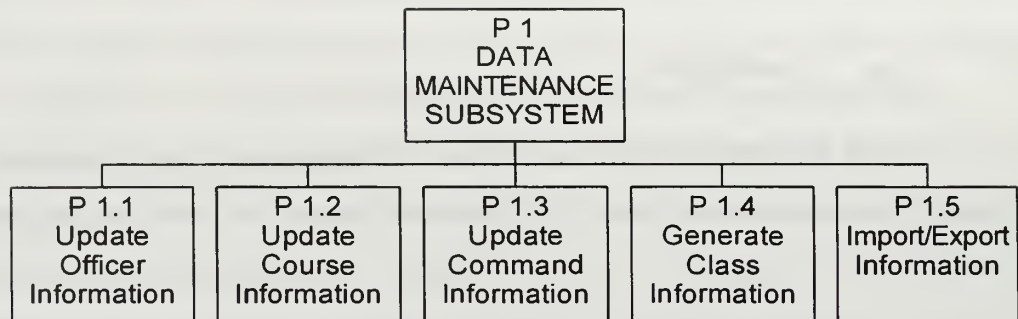 P 1
DATA
MAINTENANCE
SUBSYSTEM
P 1.1
Update
Officer
Information
P 1.2
Update
Course
Information
P 1.3
Update
Command
Information
P 1.4
Generate
Class
Information
P 1.5
Import/Export
Information